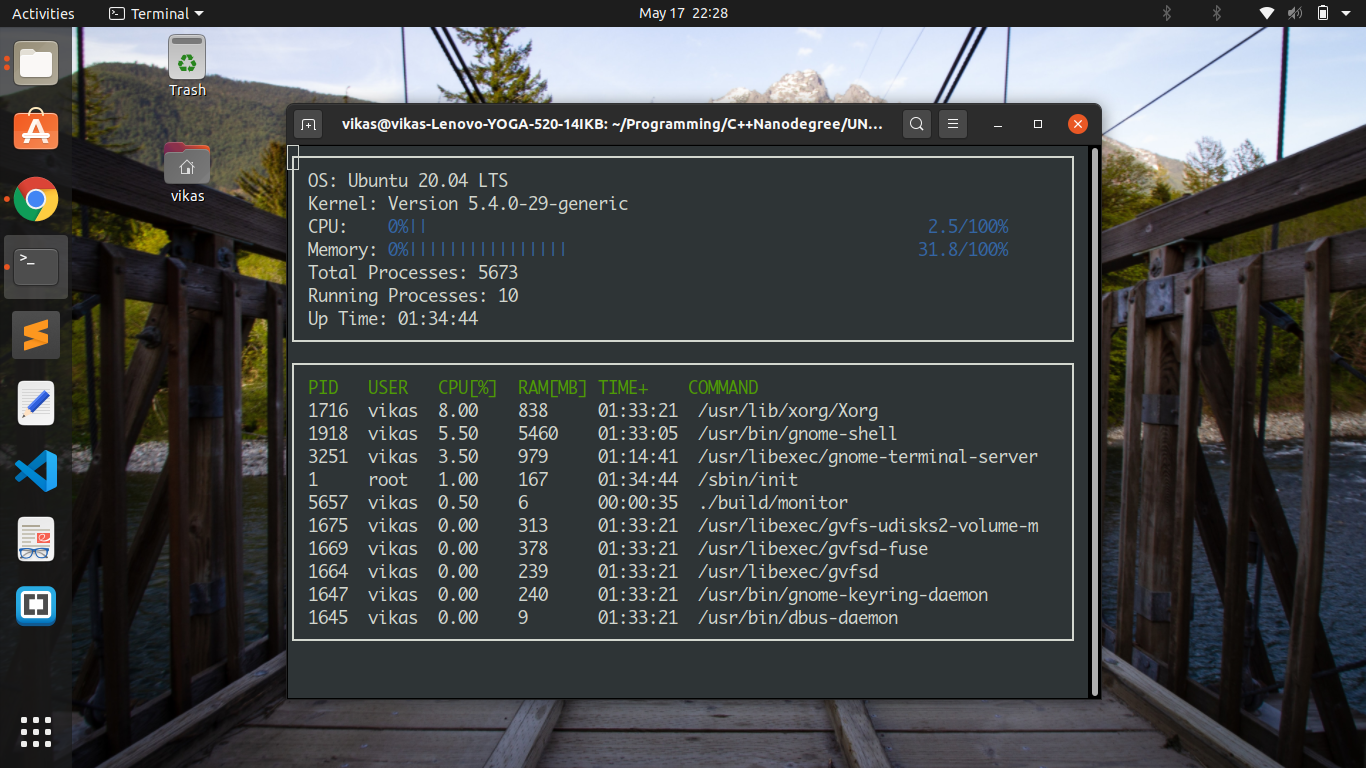 Activities Terminal May 17 22:28
Trash
vikas
vikas@vikas-Lenovo-YOGA-520-14IKB: ~/Programming/C++Nanodegree/UN...
OS: Ubuntu 20.04 LTS
Kernel: Version 5.4.0-29-generic
CPU: 0%|| 2.5/100%
Memory: 0%|||||||||||||||| 31.8/100%
Total Processes: 5673
Running Processes: 10
Up Time: 01:34:44
PID USER CPU[%] RAM[MB] TIME+ COMMAND
1716 vikas 8.00 838 01:33:21 /usr/lib/xorg/Xorg
1918 vikas 5.50 5460 01:33:05 /usr/bin/gnome-shell
3251 vikas 3.50 979 01:14:41 /usr/libexec/gnome-terminal-server
1 root 1.00 167 01:34:44 /sbin/init
5657 vikas 0.50 6 00:00:35 ./build/monitor
1675 vikas 0.00 313 01:33:21 /usr/libexec/gvfs-udisks2-volume-m
1669 vikas 0.00 378 01:33:21 /usr/libexec/gvfsd-fuse
1664 vikas 0.00 239 01:33:21 /usr/libexec/gvfsd
1647 vikas 0.00 240 01:33:21 /usr/bin/gnome-keyring-daemon
1645 vikas 0.00 9 01:33:21 /usr/bin/dbus-daemon